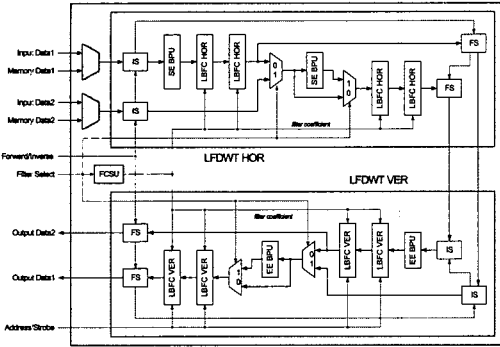 Input Data1
Memory Data1
Input Data2
Memory Data2
Forward/Inverse
Filter Select
FCSU
Output Data2
Output Data1
Address/Strobe
IS
IS
SE BPU
LBFC HOR
LBFC HOR
0
1
SE BPU
1
0
LBFC HOR
LBFC HOR
FS
FS
filter coefficient
LFDWT HOR
LFDWT VER
filter coefficient
FS
FS
LBFC VER
LBFC VER
1
0
EE BPU
0
1
LBFC VER
LBFC VER
EE BPU
IS
IS